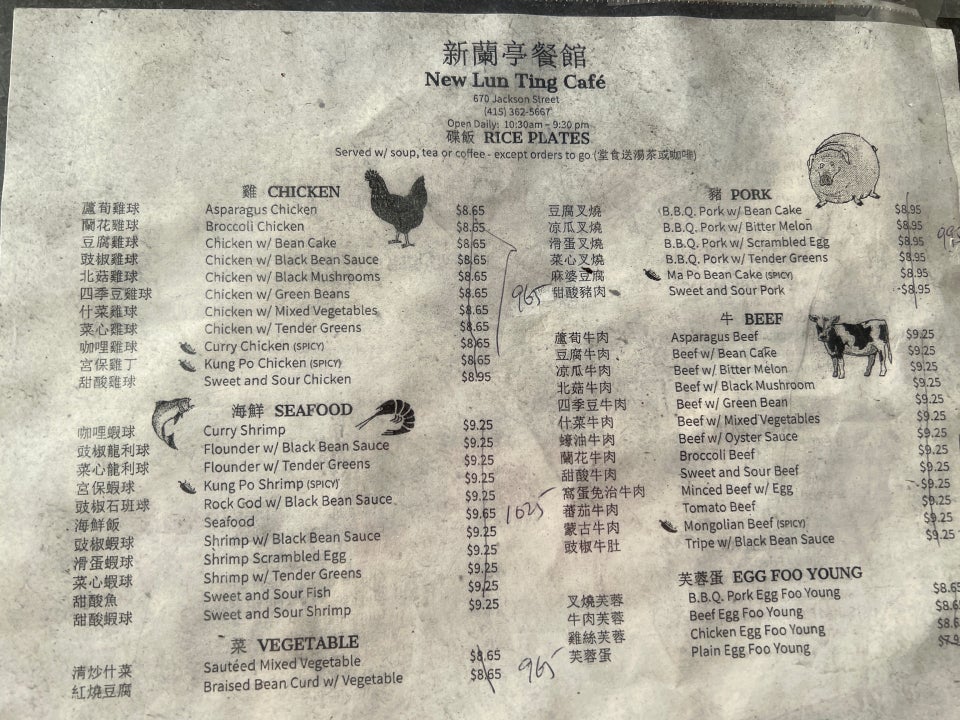 新蘭亭餐館
New Lun Ting Café
670 Jackson Street
(415) 362-5667
Open Daily: 10:30am – 9:30 pm
碟飯 RICE PLATES
Served w/ soup, tea or coffee - except orders to go (堂食送湯茶或咖啡)
雞 CHICKEN
蘆荀雞球 Asparagus Chicken $8.65
蘭花雞球 Broccoli Chicken $8.65
豆腐雞球 Chicken w/ Bean Cake $8.65
豉椒雞球 Chicken w/ Black Bean Sauce $8.65
北菇雞球 Chicken w/ Black Mushrooms $8.65
四季豆雞球 Chicken w/ Green Beans $8.65
什菜雞球 Chicken w/ Mixed Vegetables $8.65
菜心雞球 Chicken w/ Tender Greens $8.65
咖哩雞球 Curry Chicken (SPICY) $8.65
宮保雞丁 Kung Po Chicken (SPICY) $8.65
甜酸雞球 Sweet and Sour Chicken $8.95
965
海鮮 SEAFOOD
咖哩蝦球 Curry Shrimp $9.25
豉椒龍利球 Flounder w/ Black Bean Sauce $9.25
菜心龍利球 Flounder w/ Tender Greens $9.25
宮保蝦球 Kung Po Shrimp (SPICY) $9.25
豉椒石班球 Rock God w/ Black Bean Sauce $9.25
海鮮飯 Seafood $9.65
豉椒蝦球 Shrimp w/ Black Bean Sauce $9.25
滑蛋蝦球 Shrimp Scrambled Egg $9.25
菜心蝦球 Shrimp w/ Tender Greens $9.25
甜酸魚 Sweet and Sour Fish $9.25
甜酸蝦球 Sweet and Sour Shrimp $9.25
1025
菜 VEGETABLE
清炒什菜 Sautéed Mixed Vegetable $8.65
紅燒豆腐 Braised Bean Curd w/ Vegetable $8.65
965
豬 PORK
豆腐叉燒 B.B.Q. Pork w/ Bean Cake $8.95
凉瓜叉燒 B.B.Q. Pork w/ Bitter Melon $8.95
滑蛋叉燒 B.B.Q. Pork w/ Scrambled Egg $8.95
菜心叉燒 B.B.Q. Pork w/ Tender Greens $8.95
麻婆豆腐 Ma Po Bean Cake (SPICY) $8.95
甜酸豬肉 Sweet and Sour Pork $8.95
牛 BEEF
蘆荀牛肉 Asparagus Beef $9.25
豆腐牛肉 Beef w/ Bean Cake $9.25
凉瓜牛肉 Beef w/ Bitter Melon $9.25
北菇牛肉 Beef w/ Black Mushroom $9.25
四季豆牛肉 Beef w/ Green Bean $9.25
什菜牛肉 Beef w/ Mixed Vegetables $9.25
蠔油牛肉 Beef w/ Oyster Sauce $9.25
蘭花牛肉 Broccoli Beef $9.25
甜酸牛肉 Sweet and Sour Beef $9.25
窩蛋免治牛肉 Minced Beef w/ Egg $9.25
蕃茄牛肉 Tomato Beef $9.25
蒙古牛肉 Mongolian Beef (SPICY) $9.25
豉椒牛肚 Tripe w/ Black Bean Sauce $9.25
芙蓉蛋 EGG FOO YOUNG
叉燒芙蓉 B.B.Q. Pork Egg Foo Young $8.65
牛肉芙蓉 Beef Egg Foo Young $8.6
雞絲芙蓉 Chicken Egg Foo Young $8.6
芙蓉蛋 Plain Egg Foo Young $7.9